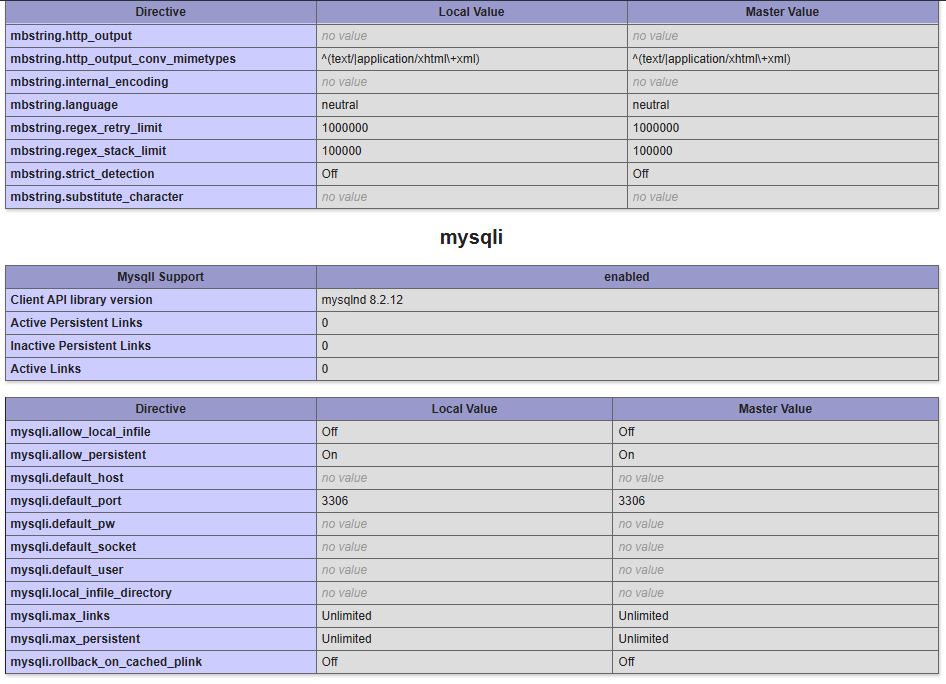 Directive Local Value Master Value
mbstring.http_output no value no value
mbstring.http_output_conv_mimetypes ^(text/|application/xhtml\+xml) ^(text/|application/xhtml\+xml)
mbstring.internal_encoding no value no value
mbstring.language neutral neutral
mbstring.regex_retry_limit 1000000 1000000
mbstring.regex_stack_limit 100000 100000
mbstring.strict_detection Off Off
mbstring.substitute_character no value no value
mysqli
MysqlI Support enabled
Client API library version mysqlnd 8.2.12
Active Persistent Links 0
Inactive Persistent Links 0
Active Links 0
Directive Local Value Master Value
mysqli.allow_local_infile Off Off
mysqli.allow_persistent On On
mysqli.default_host no value no value
mysqli.default_port 3306 3306
mysqli.default_pw no value no value
mysqli.default_socket no value no value
mysqli.default_user no value no value
mysqli.local_infile_directory no value no value
mysqli.max_links Unlimited Unlimited
mysqli.max_persistent Unlimited Unlimited
mysqli.rollback_on_cached_plink Off Off